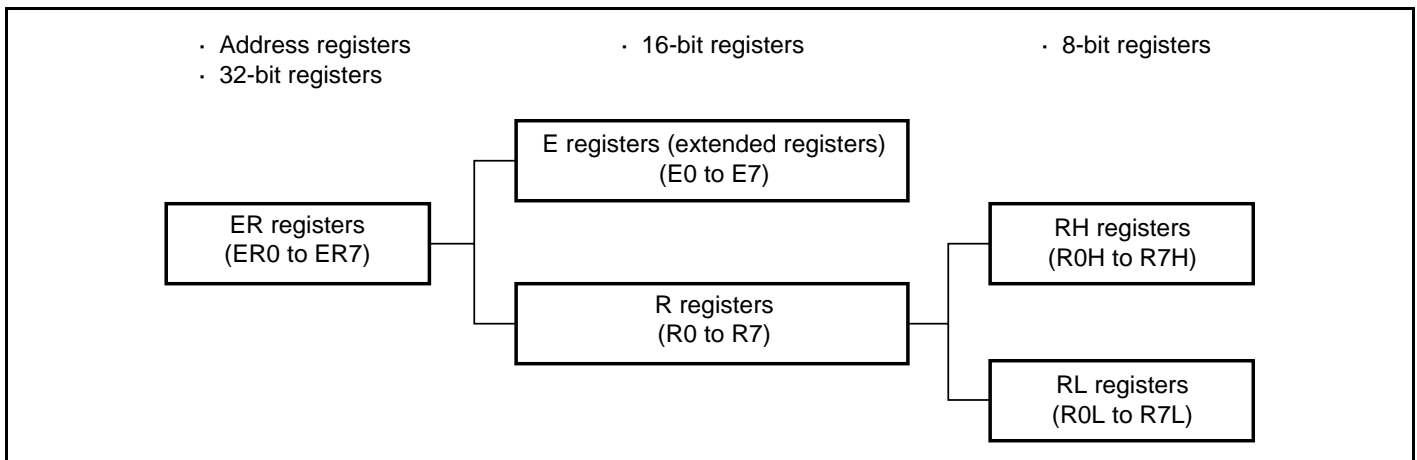 · Address registers
· 32-bit registers
· 16-bit registers
· 8-bit registers
E registers (extended registers)
(E0 to E7)
ER registers
(ER0 to ER7)
RH registers
(R0H to R7H)
R registers
(R0 to R7)
RL registers
(R0L to R7L)